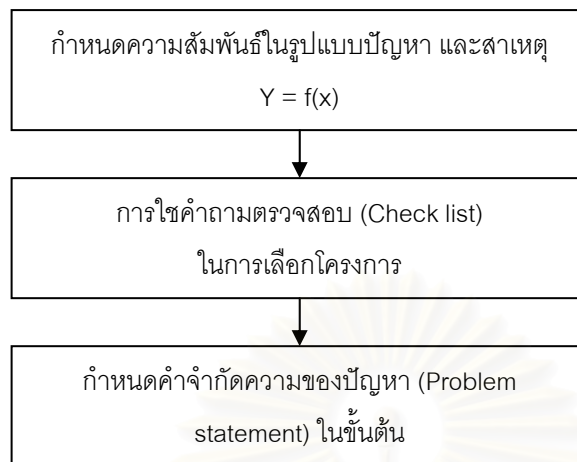 กำหนดความสัมพันธ์ในรูปแบบปัญหา และสาเหตุ
Y = f(x)
การใชคำถามตรวจสอบ (Check list)
ในการเลือกโครงการ
กำหนดคำจำกัดความของปัญหา (Problem
statement) ในขั้นต้น